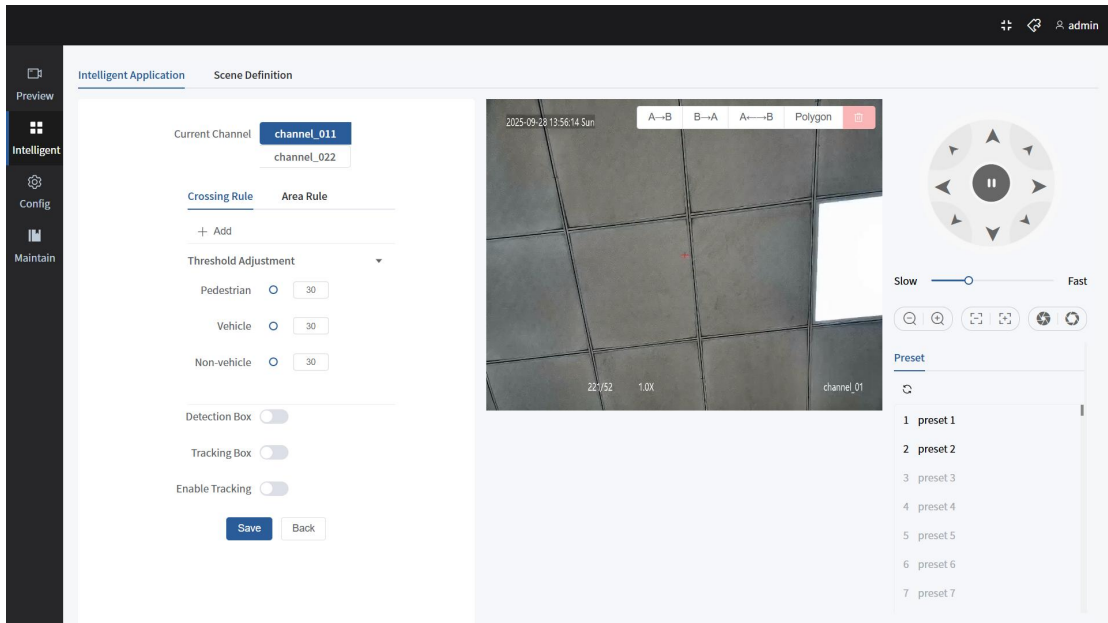 admin
Preview
Intelligent
Config
Maintain
Intelligent Application Scene Definition
Current Channel channel_011
channel_022
Crossing Rule Area Rule
+ Add
Threshold Adjustment
Pedestrian 30
Vehicle 30
Non-vehicle 30
Detection Box
Tracking Box
Enable Tracking
Save Back
2025-09-28 13:56:14 Sun
A→B B→A A←→B Polygon
221/52 1.0X channel_01
Slow Fast
Preset
1 preset 1
2 preset 2
3 preset 3
4 preset 4
5 preset 5
6 preset 6
7 preset 7